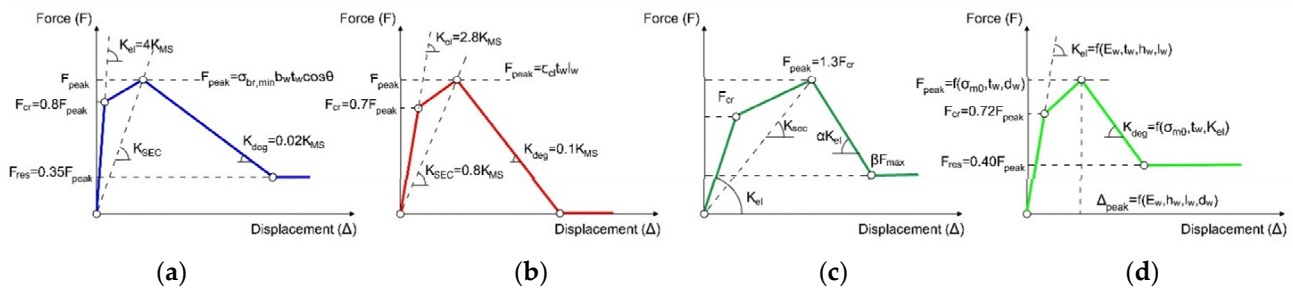 Force (F)
K_el=4K_MS
F_peak
F_peak=σ_br,min b_w t_w cosθ
F_cr=0.8F_peak
K_SEC
K_deg=0.02K_MS
F_res=0.35F_peak
Displacement (Δ)
(a)
Force (F)
K_el=2.8K_MS
F_peak
F_peak=τ_cl t_w l_w
F_cr=0.7F_peak
K_deg=0.1K_MS
K_SEC=0.8K_MS
Displacement (Δ)
(b)
Force (F)
F_peak=1.3F_cr
F_cr
K_sec
αK_el
βF_max
K_el
Displacement (Δ)
(c)
Force (F)
K_el=f(E_w,t_w,h_w,l_w)
F_peak=f(σ_m0,t_w,d_w)
F_cr=0.72F_peak
K_deg=f(σ_m0,t_w,K_el)
F_res=0.40F_peak
Δ_peak=f(E_w,h_w,l_w,d_w)
Displacement (Δ)
(d)